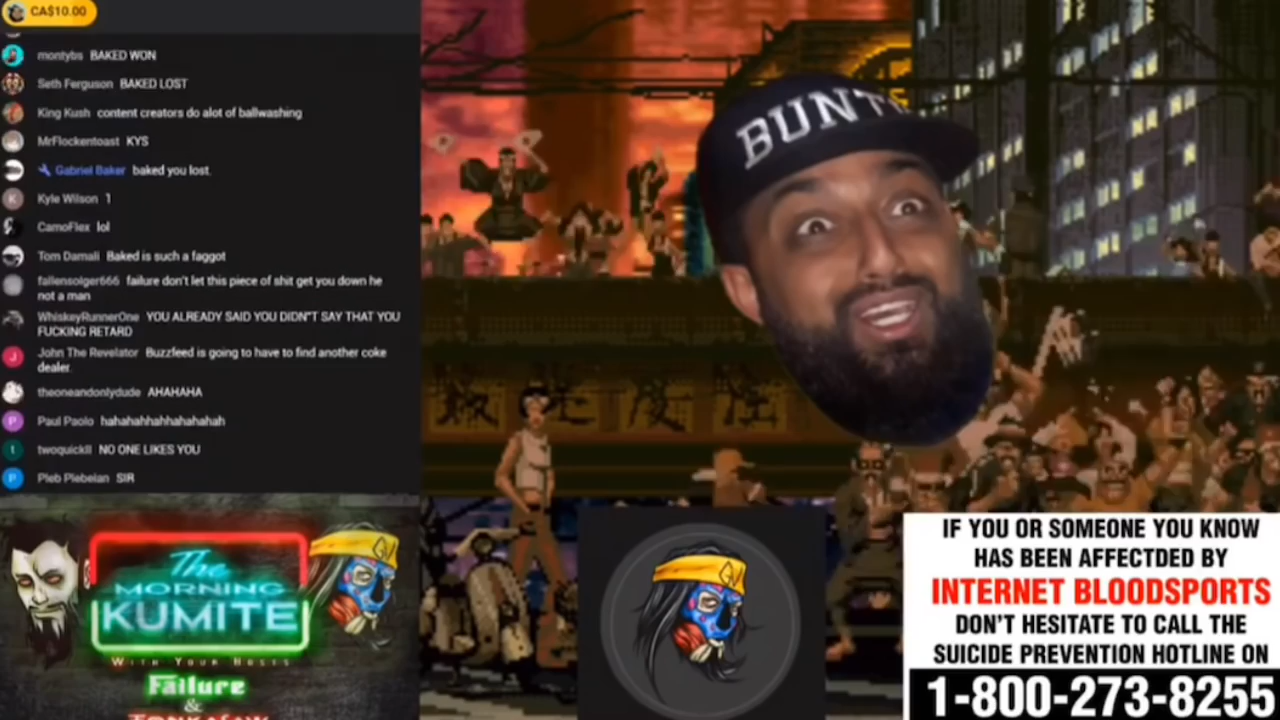 CA$10.00
montybs BAKED WON
Seth Ferguson BAKED LOST
King Kush content creators do alot of ballwashing
MrFlockentoast KYS
Gabriel Baker baked you lost.
K Kyle Wilson 1
CamoFlex lol
Tom Damali Baked is such a faggot
fallensolger666 failure don't let this piece of shit get you down he
not a man
WhiskeyRunnerOne YOU ALREADY SAID YOU DIDN"T SAY THAT YOU
FUCKING RETARD
J John The Revelator Buzzfeed is going to have to find another coke
dealer.
theoneandonlydude AHAHAHA
P Paul Paolo hahahahhahhahahahah
t twoquickll NO ONE LIKES YOU
P Pleb Plebeian SIR
The
MORNING
KUMITE
WITH YOUR HOSTS
Failure
&
BUNT
GV
GV
IF YOU OR SOMEONE YOU KNOW
HAS BEEN AFFECTDED BY
INTERNET BLOODSPORTS
DON'T HESITATE TO CALL THE
SUICIDE PREVENTION HOTLINE ON
1-800-273-8255